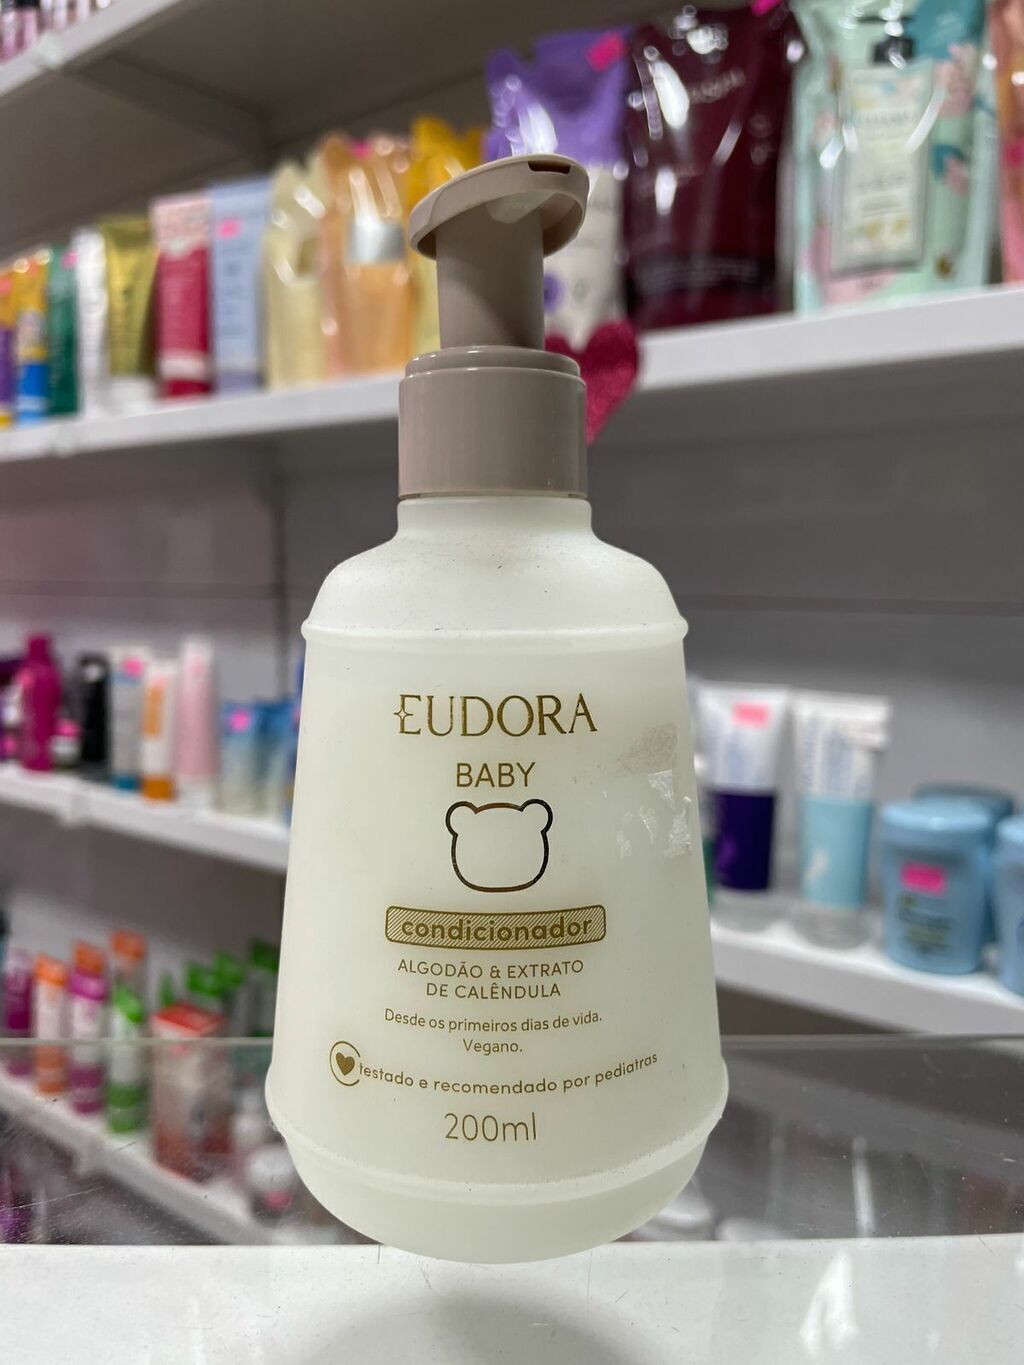 EUDORA
BABY
condicionador
ALGODÃO & EXTRATO
DE CALÊNDULA
Desde os primeiros dias de vida.
Vegano.
testado e recomendado por pediatras
200ml
EUDORA